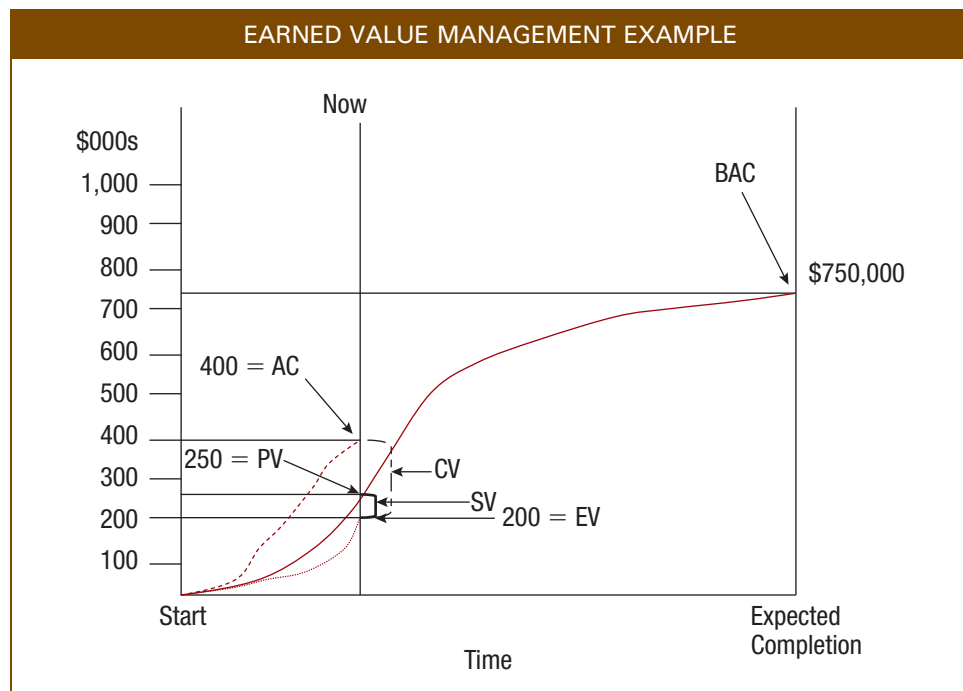 EARNED VALUE MANAGEMENT EXAMPLE
Now
$000s
1,000
900
800
700
600
500
400
300
200
100
BAC
$750,000
400 = AC
250 = PV
CV
SV
200 = EV
Start
Expected
Completion
Time